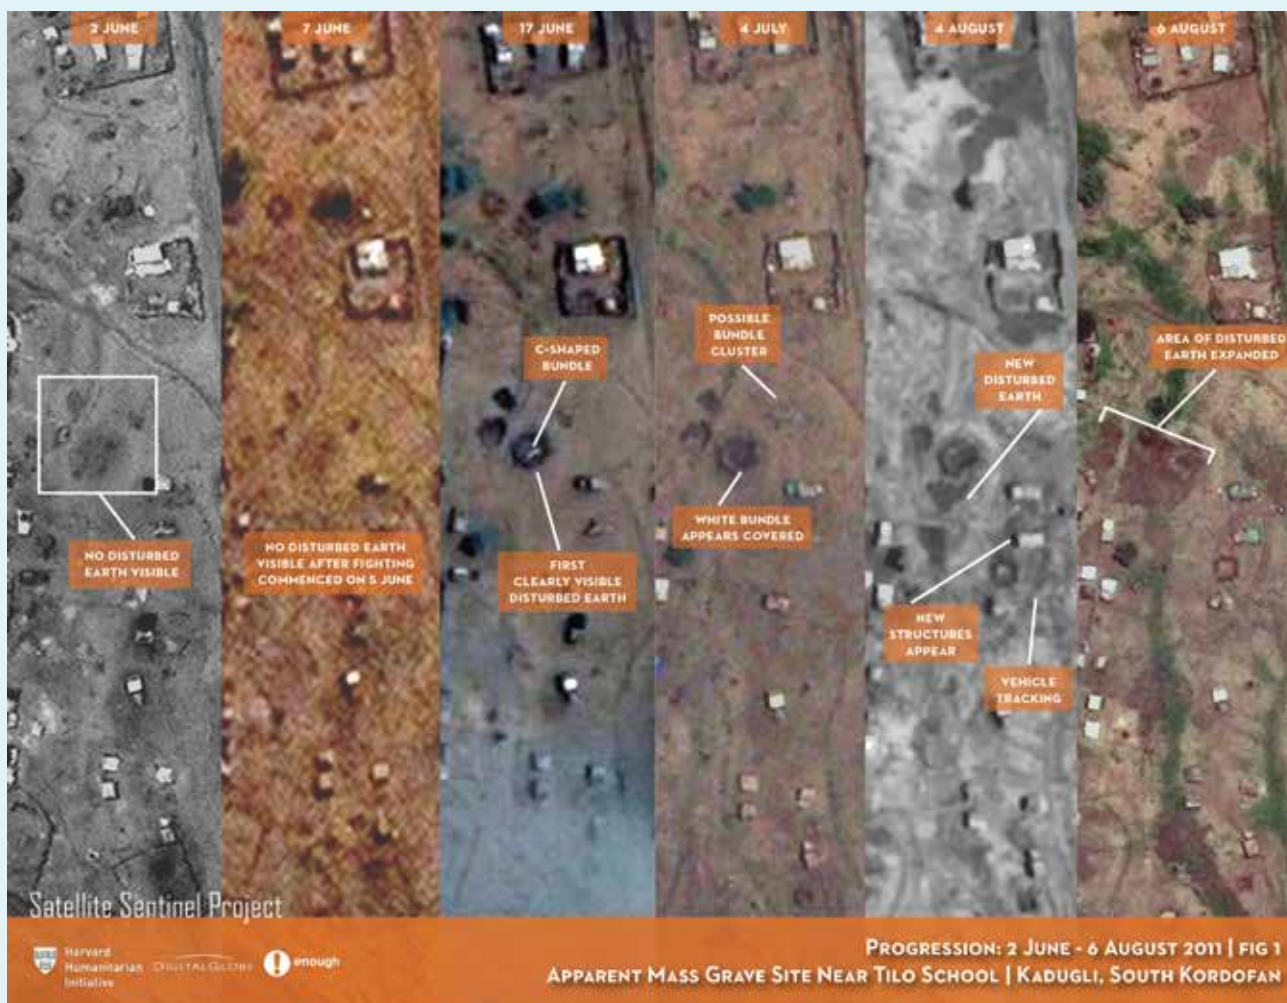 2 JUNE
7 JUNE
17 JUNE
4 JULY
4 AUGUST
6 AUGUST
NO DISTURBED
EARTH VISIBLE
NO DISTURBED EARTH
VISIBLE AFTER FIGHTING
COMMENCED ON 5 JUNE
C-SHAPED
BUNDLE
FIRST
CLEARLY VISIBLE
DISTURBED EARTH
POSSIBLE
BUNDLE
CLUSTER
WHITE BUNDLE
APPEARS COVERED
NEW
DISTURBED
EARTH
NEW
STRUCTURES
APPEAR
VEHICLE
TRACKING
AREA OF DISTURBED
EARTH EXPANDED
Satellite Sentinel Project
Harvard
Humanitarian
Initiative
DIGITALGLOBE
enough
PROGRESSION: 2 JUNE - 6 AUGUST 2011 | FIG 1
APPARENT MASS GRAVE SITE NEAR TILO SCHOOL | KADUGLI, SOUTH KORDOFAN